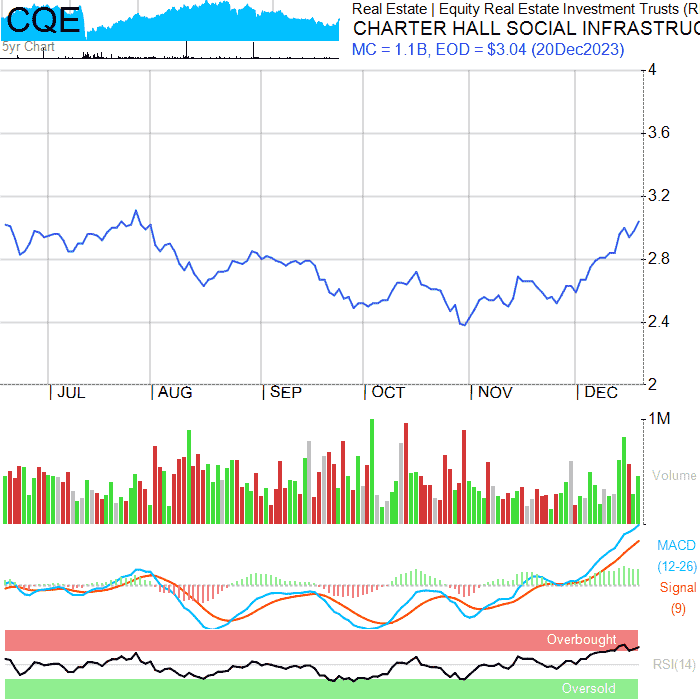 CQE
5yr Chart
Real Estate | Equity Real Estate Investment Trusts (R
CHARTER HALL SOCIAL INFRASTRUC
MC = 1.1B, EOD = $3.04 (20Dec2023)
4
3.6
3.2
2.8
2.4
2
| JUL | AUG | SEP | OCT | NOV | DEC
1M
Volume
MACD
(12-26)
Signal
(9)
Overbought
RSI(14)
Oversold